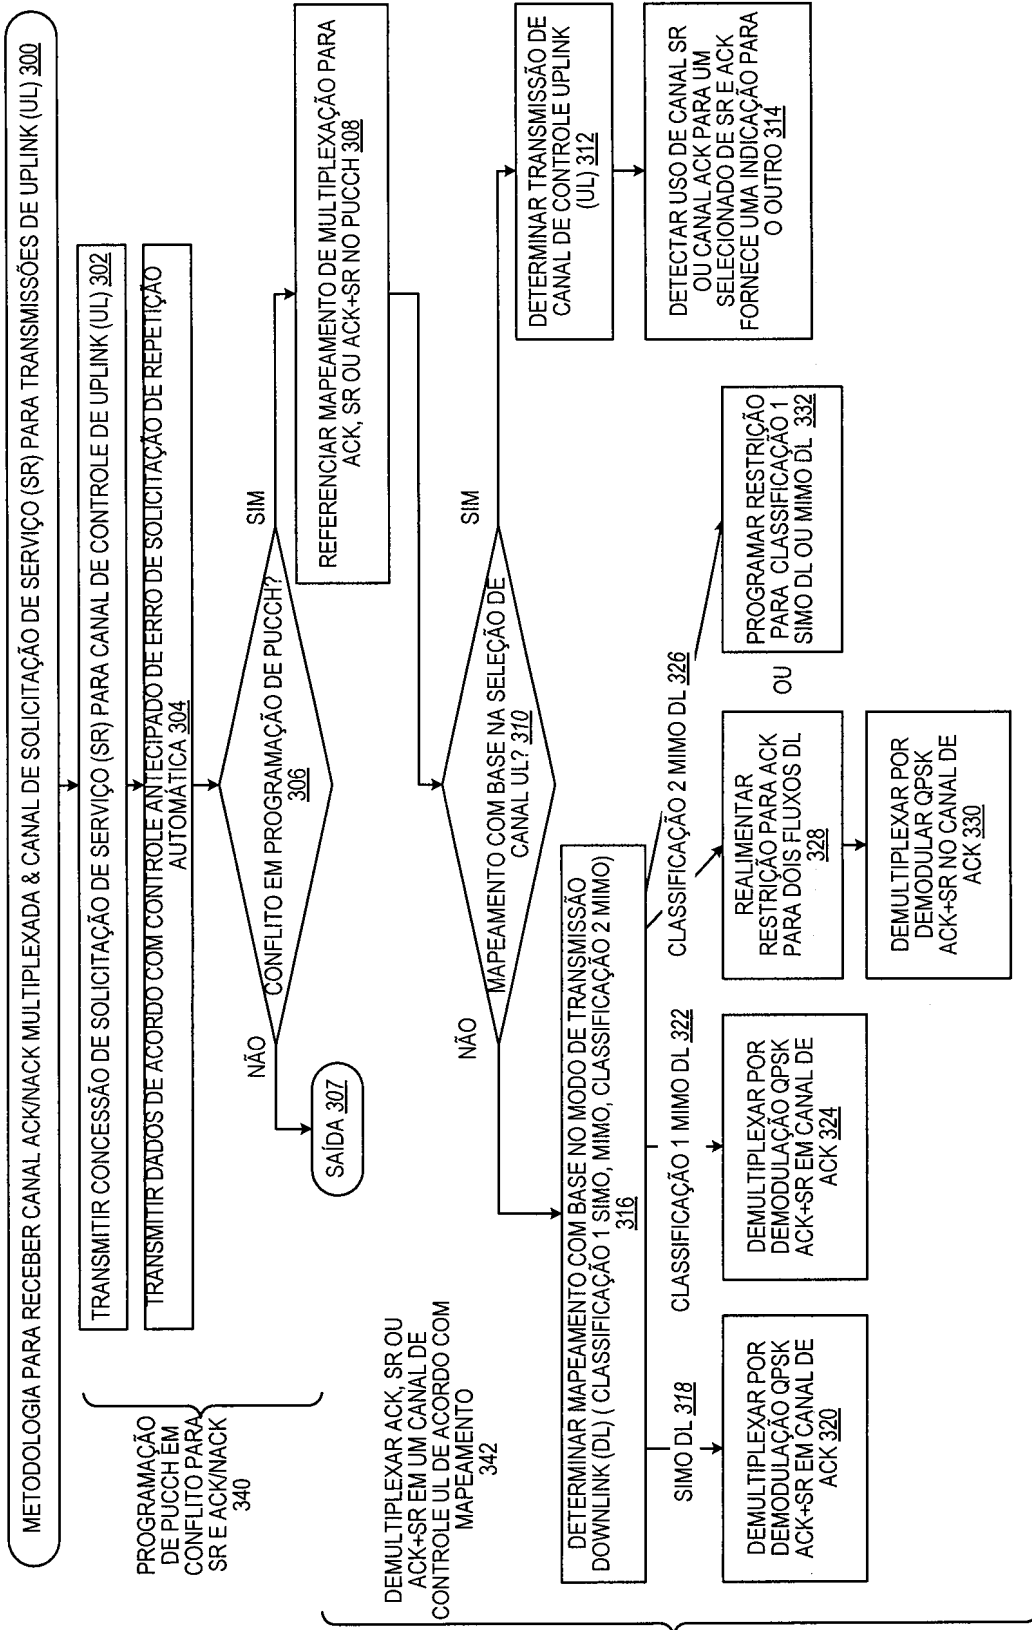 METODOLOGIA PARA RECEBER CANAL ACK/NACK MULTIPLEXADA & CANAL DE SOLICITAÇÃO DE SERVIÇO (SR) PARA TRANSMISSÕES DE UPLINK (UL) 300
TRANSMITIR CONCESSÃO DE SOLICITAÇÃO DE SERVIÇO (SR) PARA CANAL DE CONTROLE DE UPLINK (UL) 302
TRANSMITIR DADOS DE ACORDO COM CONTROLE ANTECIPADO DE ERRO DE SOLICITAÇÃO DE REPETIÇÃO
AUTOMÁTICA 304
PROGRAMAÇÃO
DE PUCCH EM
CONFLITO PARA
SR E ACK/NACK
340
CONFLITO EM PROGRAMAÇÃO DE PUCCH?
306
NÃO
SIM
SAÍDA 307
REFERENCIAR MAPEAMENTO DE MULTIPLEXAÇÃO PARA
ACK, SR OU ACK+SR NO PUCCH 308
DEMULTIPLEXAR ACK, SR OU
ACK+SR EM UM CANAL DE
CONTROLE UL DE ACORDO COM
MAPEAMENTO
342
MAPEAMENTO COM BASE NA SELEÇÃO DE
CANAL UL? 310
NÃO
SIM
DETERMINAR TRANSMISSÃO DE
CANAL DE CONTROLE UPLINK
(UL) 312
DETECTAR USO DE CANAL SR
OU CANAL ACK PARA UM
SELECIONADO DE SR E ACK
FORNECE UMA INDICAÇÃO PARA
O OUTRO 314
DETERMINAR MAPEAMENTO COM BASE NO MODO DE TRANSMISSÃO
DOWNLINK (DL) ( CLASSIFICAÇÃO 1 SIMO, MIMO, CLASSIFICAÇÃO 2 MIMO)
316
SIMO DL 318
CLASSIFICAÇÃO 1 MIMO DL 322
CLASSIFICAÇÃO 2 MIMO DL 326
DEMULTIPLEXAR POR
DEMODULAÇÃO QPSK
ACK+SR EM CANAL DE
ACK 320
DEMULTIPLEXAR POR
DEMODULAÇÃO QPSK
ACK+SR EM CANAL DE
ACK 324
REALIMENTAR
RESTRIÇÃO PARA ACK
PARA DOIS FLUXOS DL
328
OU
PROGRAMAR RESTRIÇÃO
PARA CLASSIFICAÇÃO 1
SIMO DL OU MIMO DL 332
DEMULTIPLEXAR POR
DEMODULAR QPSK
ACK+SR NO CANAL DE
ACK 330